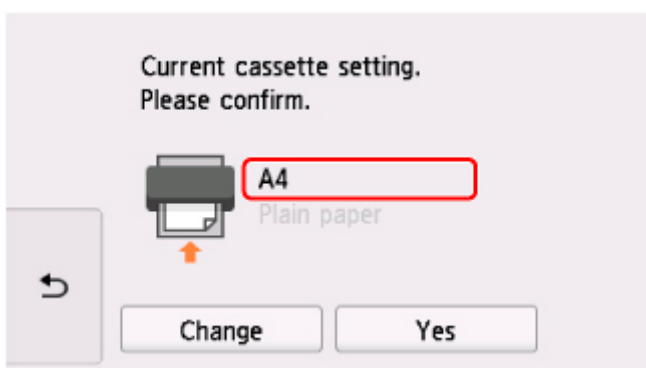 Current cassette setting.
Please confirm.
A4
Plain paper
Change
Yes